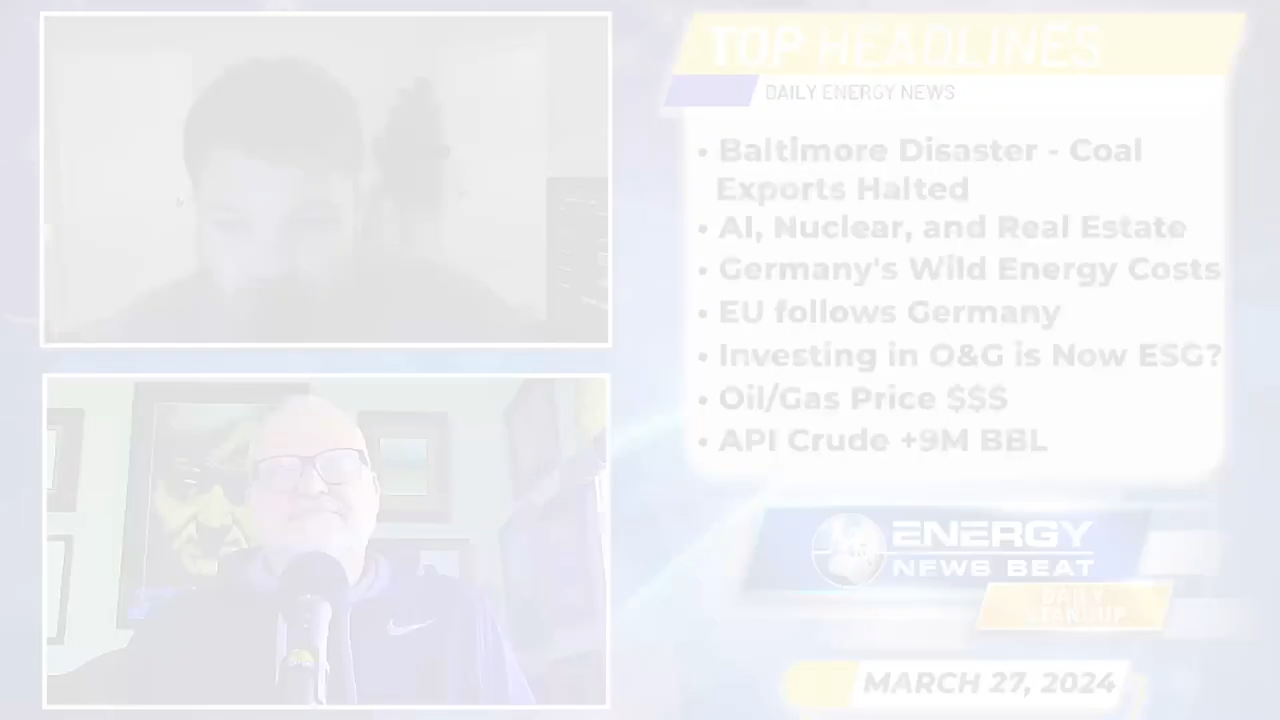 TOP HEADLINES
DAILY ENERGY NEWS
• Baltimore Disaster - Coal
Exports Halted
• AI, Nuclear, and Real Estate
• Germany's Wild Energy Costs
• EU follows Germany
• Investing in O&G is Now ESG?
• Oil/Gas Price $$$
• API Crude +9M BBL
ENERGY
NEWS BEAT
DAILY
STANDUP
MARCH 27, 2024